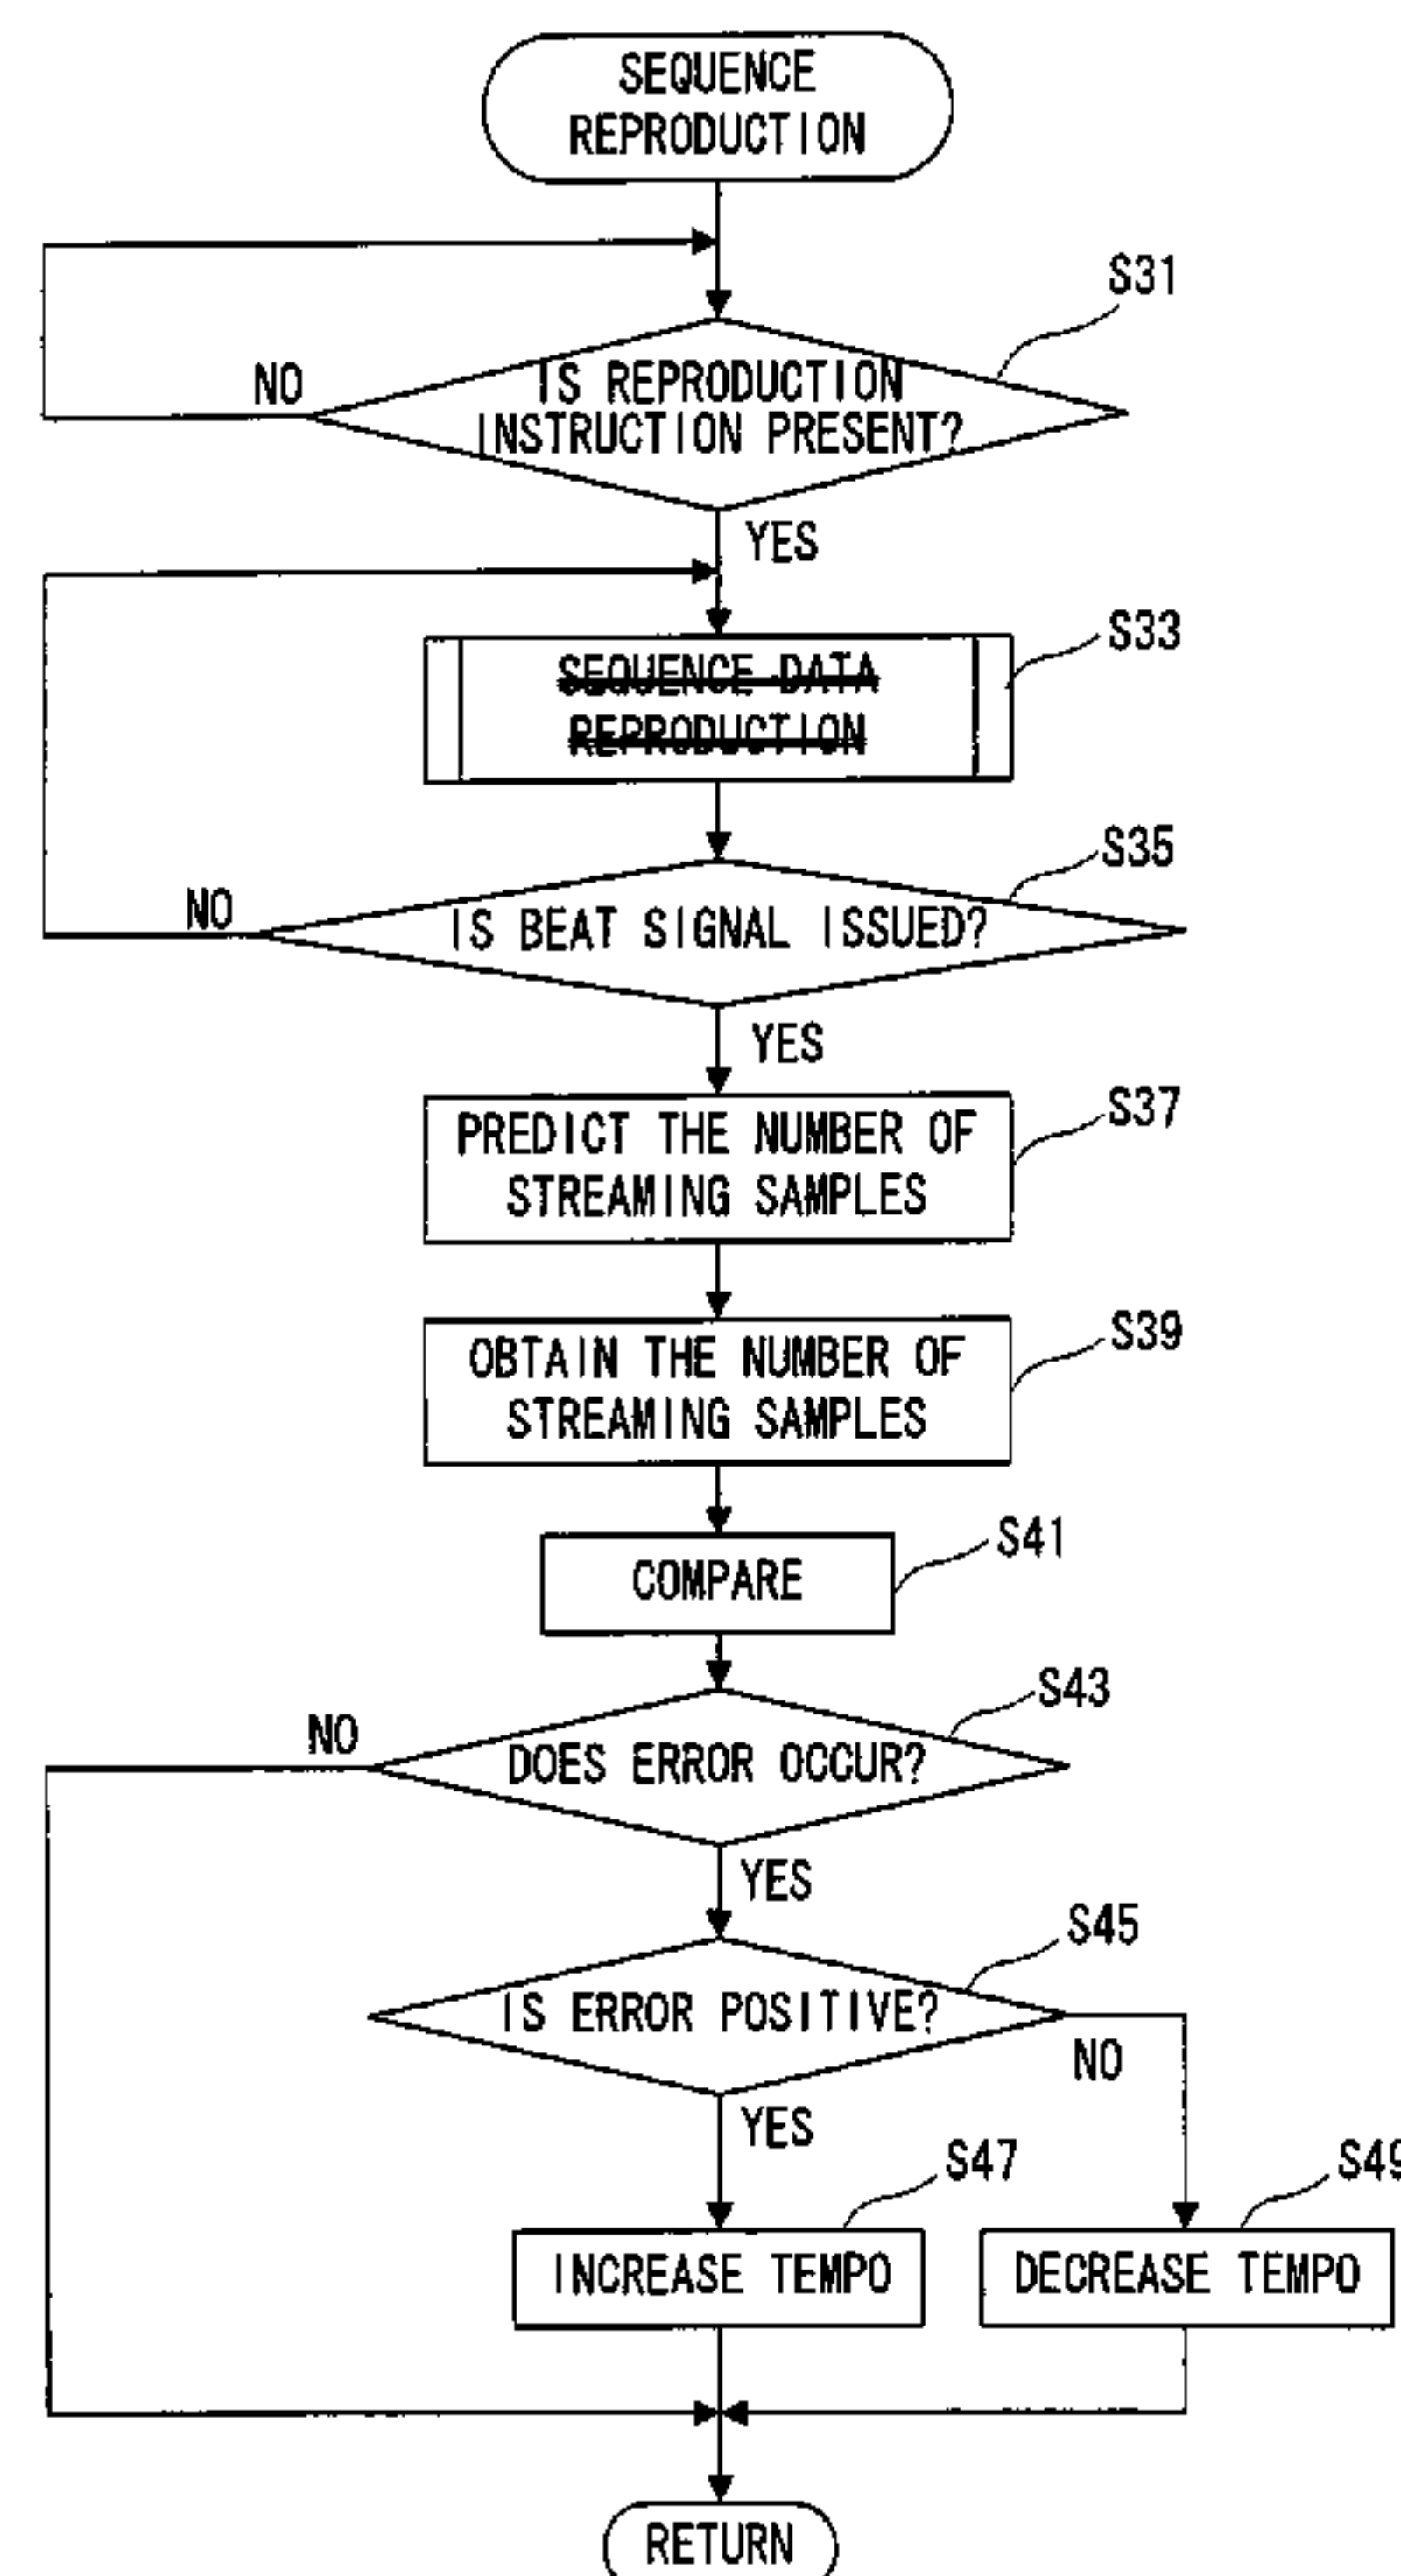 SEQUENCE
REPRODUCTION
S31
NO
IS REPRODUCTION
INSTRUCTION PRESENT?
YES
S33
SEQUENCE DATA
REPRODUCTION
S35
NO
IS BEAT SIGNAL ISSUED?
YES
S37
PREDICT THE NUMBER OF
STREAMING SAMPLES
S39
OBTAIN THE NUMBER OF
STREAMING SAMPLES
S41
COMPARE
S43
NO
DOES ERROR OCCUR?
YES
S45
IS ERROR POSITIVE?
NO
YES
S47
S49
INCREASE TEMPO
DECREASE TEMPO
RETURN